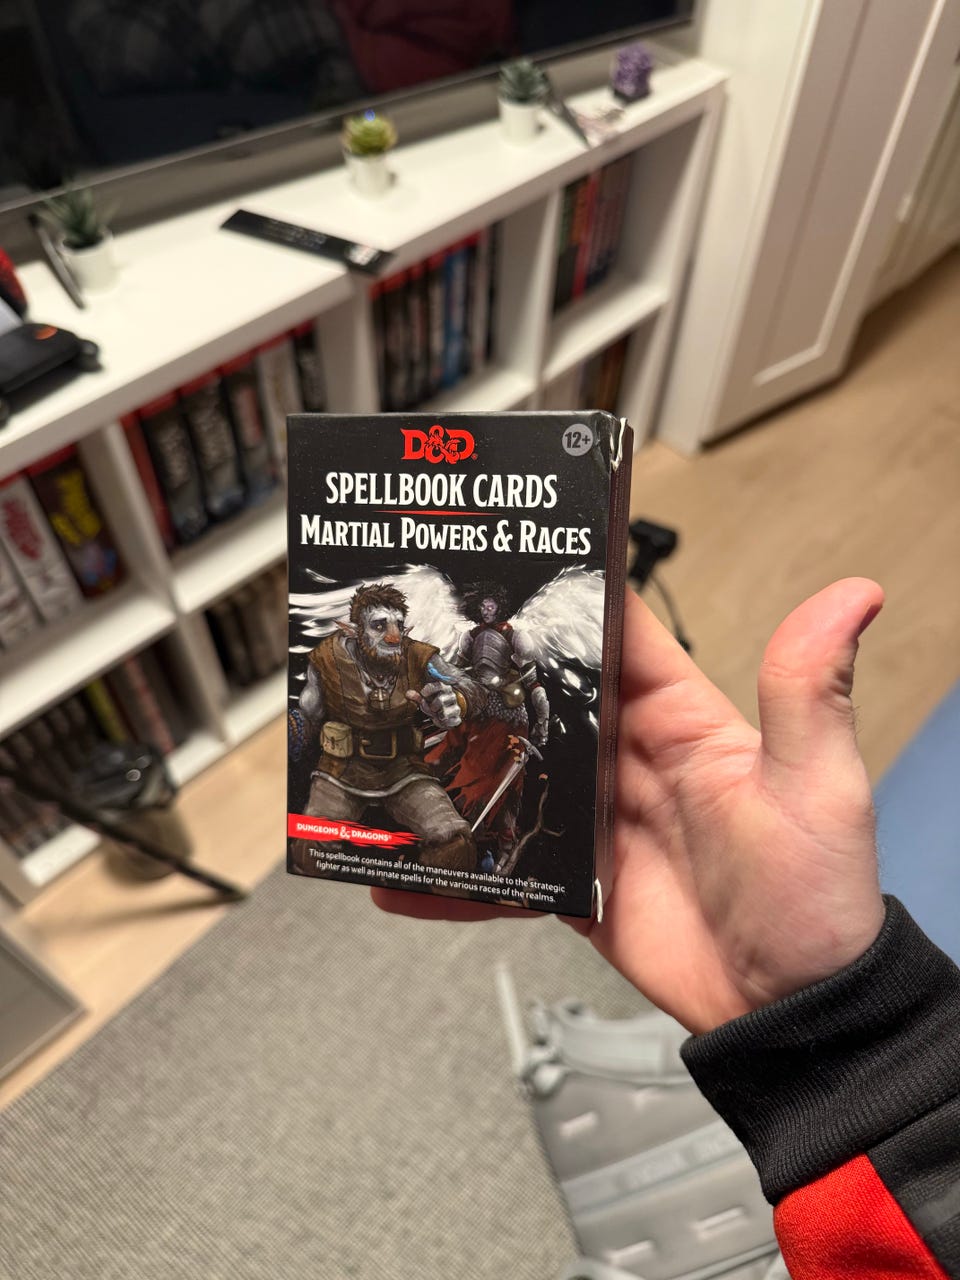 D&D®
12+
SPELLBOOK CARDS
MARTIAL POWERS & RACES
DUNGEONS & DRAGONS®
This spellbook contains all of the maneuvers available to the strategic
fighter as well as innate spells for the various races of the realms.